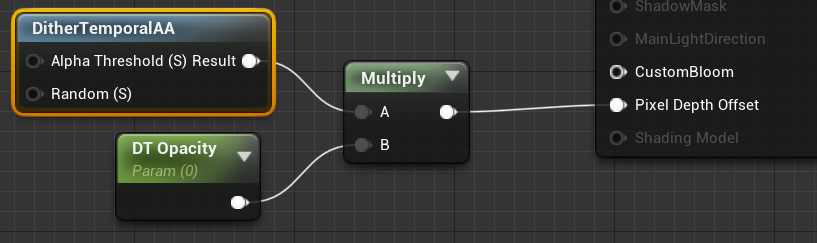 DitherTemporalAA
Alpha Threshold (S) Result
Random (S)
DT Opacity
Param (0)
Multiply
A
B
ShadowMask
MainLightDirection
CustomBloom
Pixel Depth Offset
Shading Model